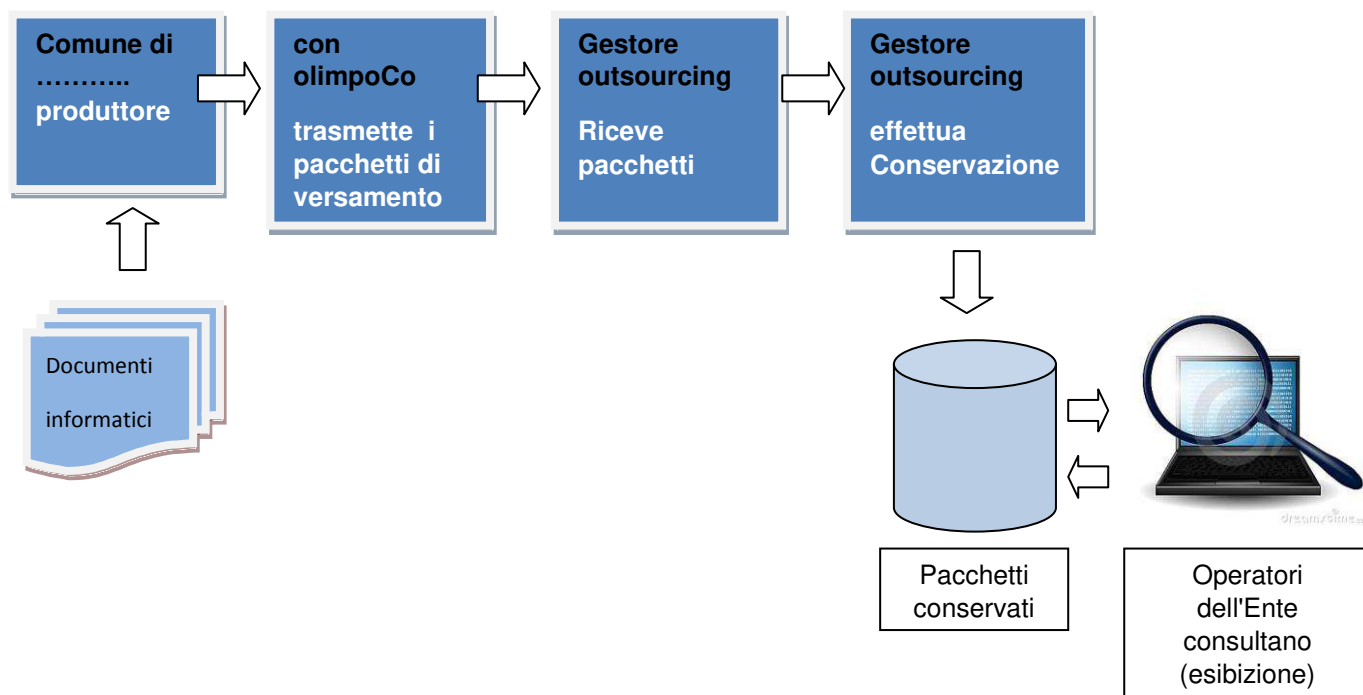 Comune di
………..
produttore
con
olimpoCo
trasmette i
pacchetti di
versamento
Gestore
outsourcing
Riceve
pacchetti
Gestore
outsourcing
effettua
Conservazione
Documenti
informatici
dreamstime
Pacchetti
conservati
Operatori
dell'Ente
consultano
(esibizione)